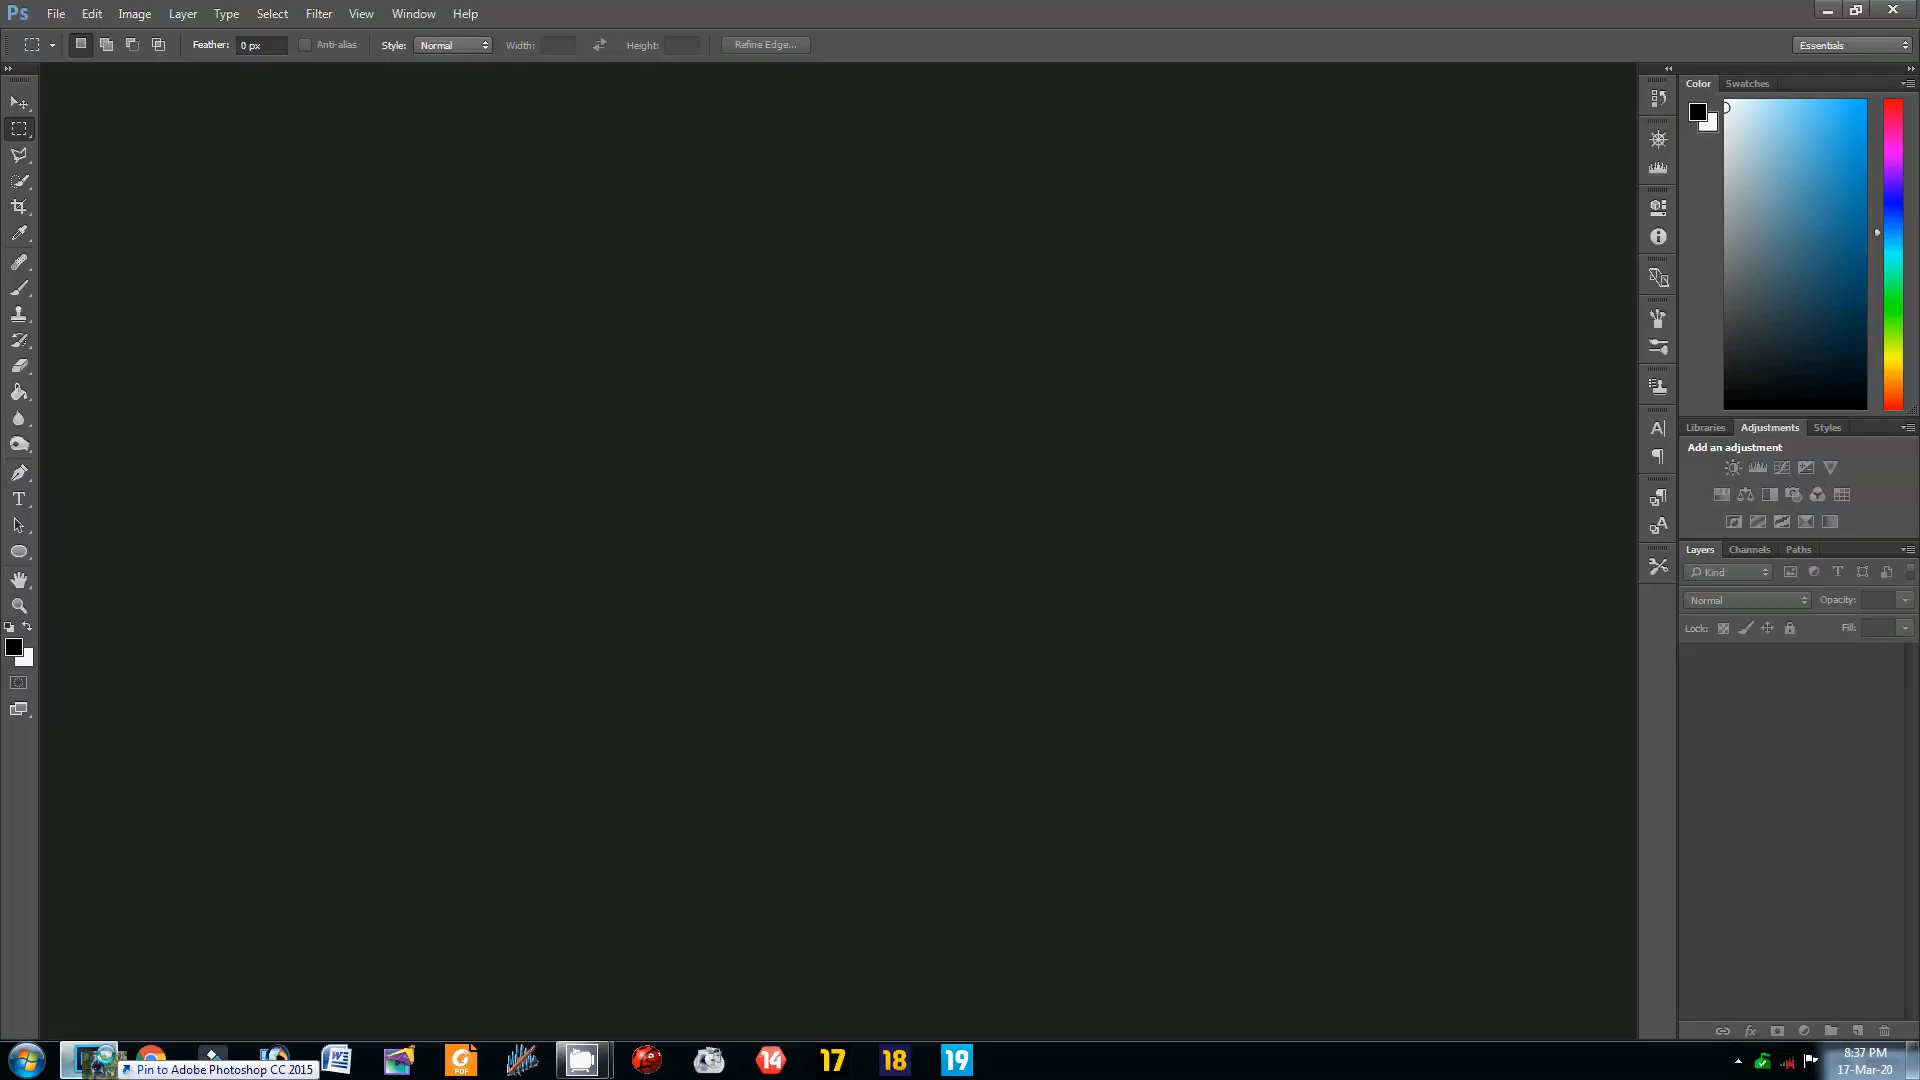 Ps File Edit Image Layer Type Select Filter View Window Help
Feather: 0 px Anti-alias Style: Normal Width: Height: Refine Edge... Essentials
Color Swatches
Libraries Adjustments Styles
Add an adjustment
Layers Channels Paths
Kind
Normal Opacity:
Lock: Fill:
Pin to Adobe Photoshop CC 2015
W
G
PDF
14
17
18
19
8:37 PM
17-Mar-20